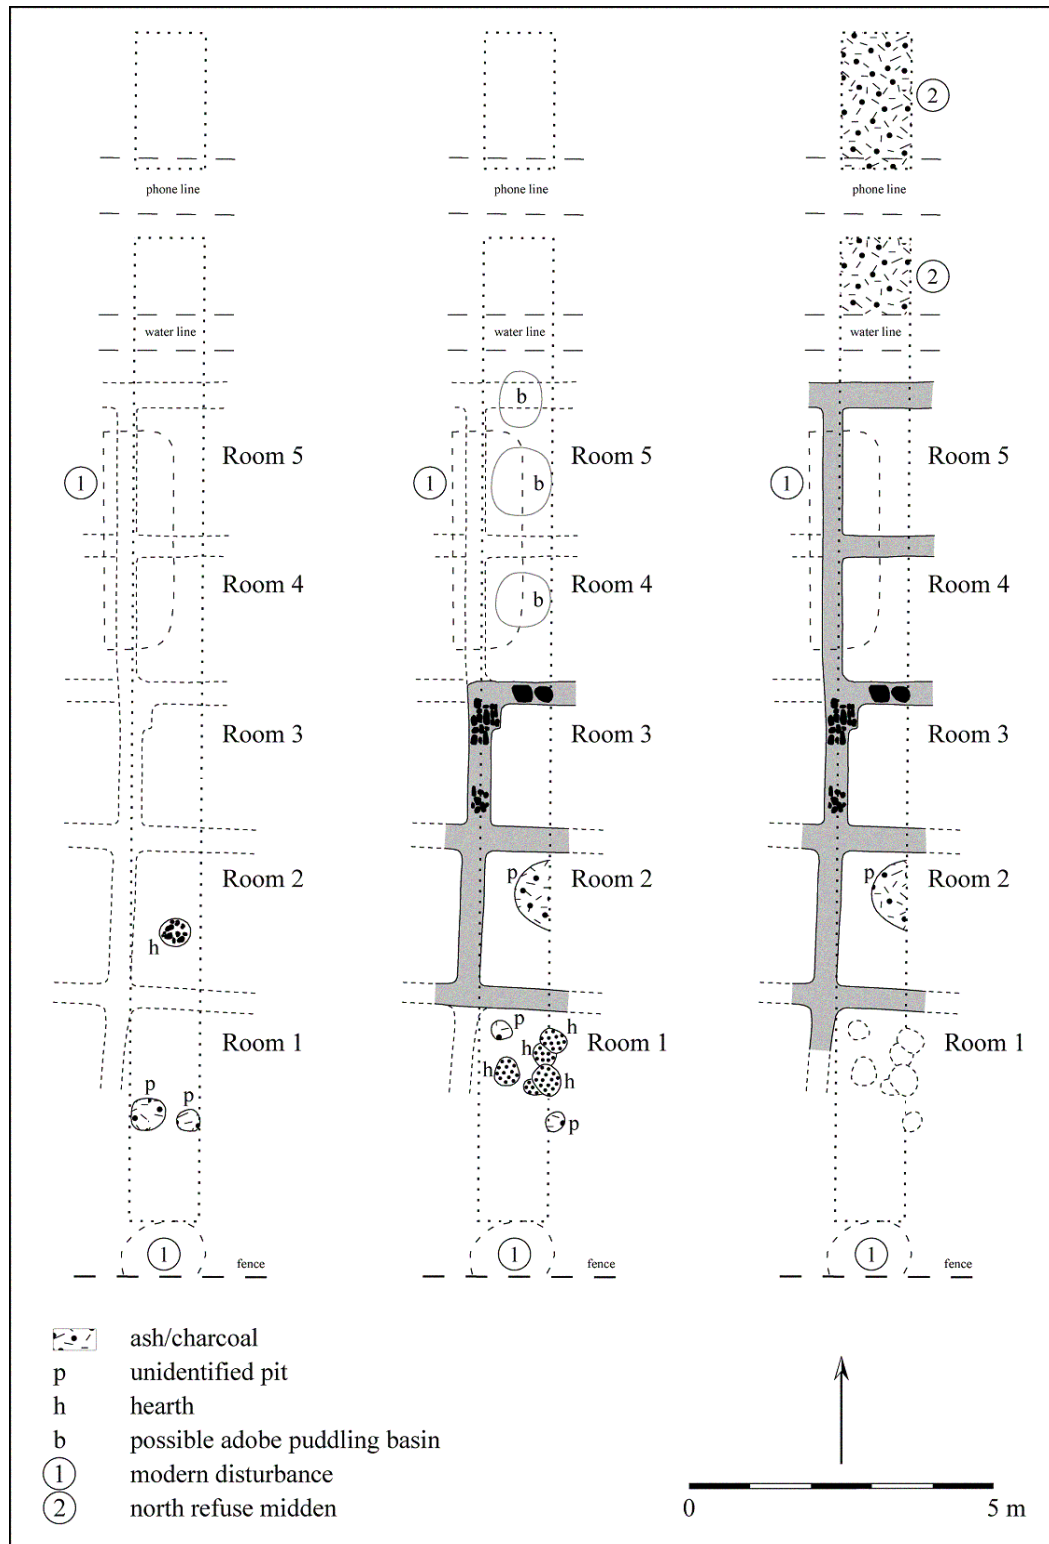 2
phone line phone line phone line
2
water line water line water line
b
Room 5 Room 5 Room 5
1 1 b 1
Room 4 Room 4 Room 4
b
Room 3 Room 3 Room 3
Room 2 p Room 2 p Room 2
h
p h
Room 1 h Room 1 Room 1
h h
p p
p
1 1 1
fence fence fence
ash/charcoal
p unidentified pit
h hearth
b possible adobe puddling basin
1 modern disturbance
2 north refuse midden
0 5 m